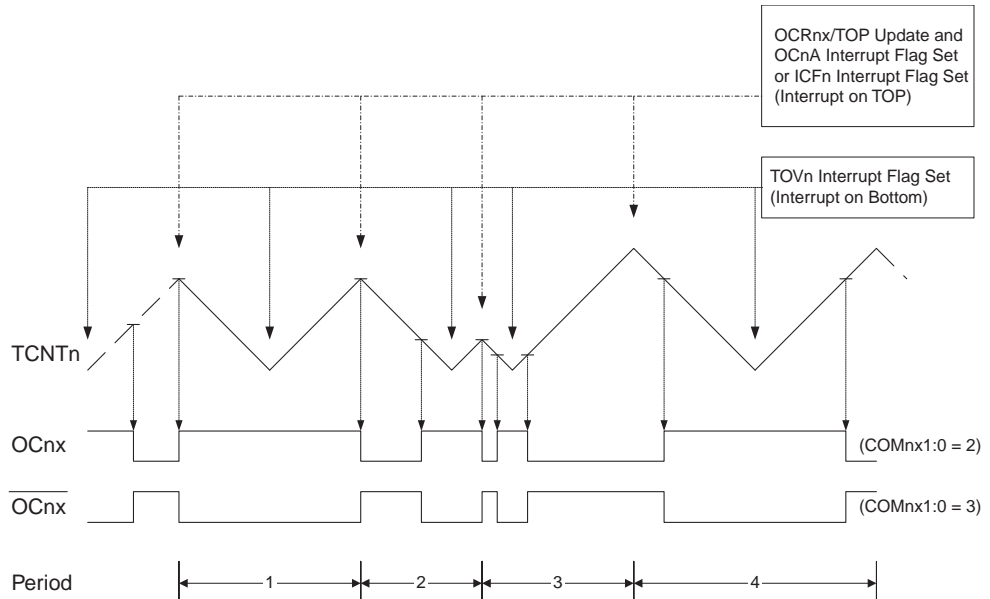 OCRnx/TOP Update and
OCnA Interrupt Flag Set
or ICFn Interrupt Flag Set
(Interrupt on TOP)
TOVn Interrupt Flag Set
(Interrupt on Bottom)
TCNTn
OCnx
(COMnx1:0 = 2)
OCnx
(COMnx1:0 = 3)
Period
1
2
3
4